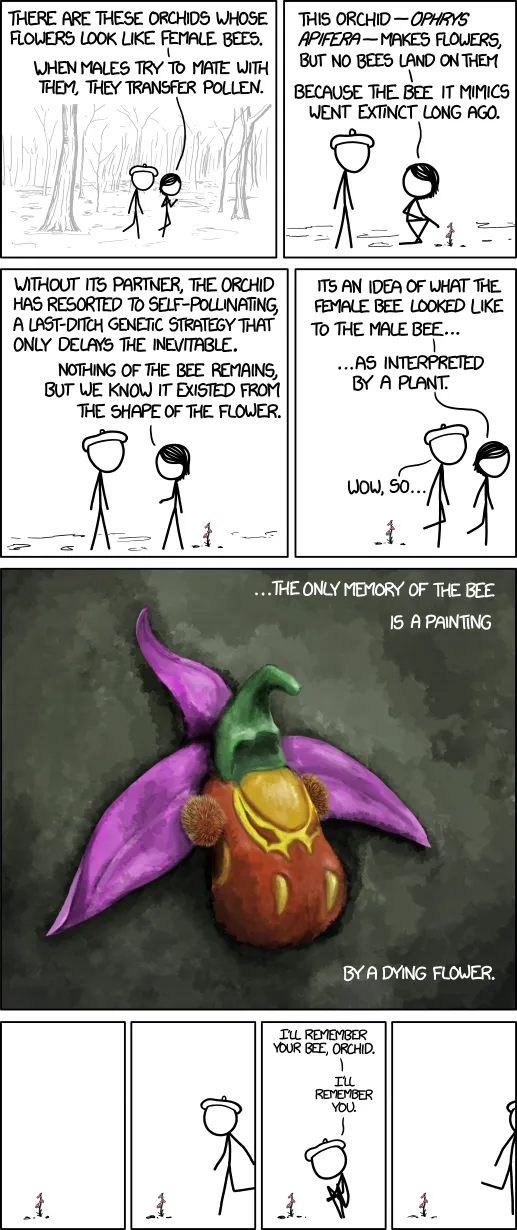 THERE ARE THESE ORCHIDS WHOSE
FLOWERS LOOK LIKE FEMALE BEES.
WHEN MALES TRY TO MATE WITH
THEM, THEY TRANSFER POLLEN.
THIS ORCHID—OPHRYS
APIFERA—MAKES FLOWERS,
BUT NO BEES LAND ON THEM
BECAUSE THE BEE IT MIMICS
WENT EXTINCT LONG AGO.
WITHOUT ITS PARTNER, THE ORCHID
HAS RESORTED TO SELF-POLLINATING,
A LAST-DITCH GENETIC STRATEGY THAT
ONLY DELAYS THE INEVITABLE.
NOTHING OF THE BEE REMAINS,
BUT WE KNOW IT EXISTED FROM
THE SHAPE OF THE FLOWER.
IT'S AN IDEA OF WHAT THE
FEMALE BEE LOOKED LIKE
TO THE MALE BEE...
...AS INTERPRETED
BY A PLANT.
WOW, SO...
...THE ONLY MEMORY OF THE BEE
IS A PAINTING
BY A DYING FLOWER.
I'LL REMEMBER
YOUR BEE, ORCHID.
I'LL
REMEMBER
YOU.